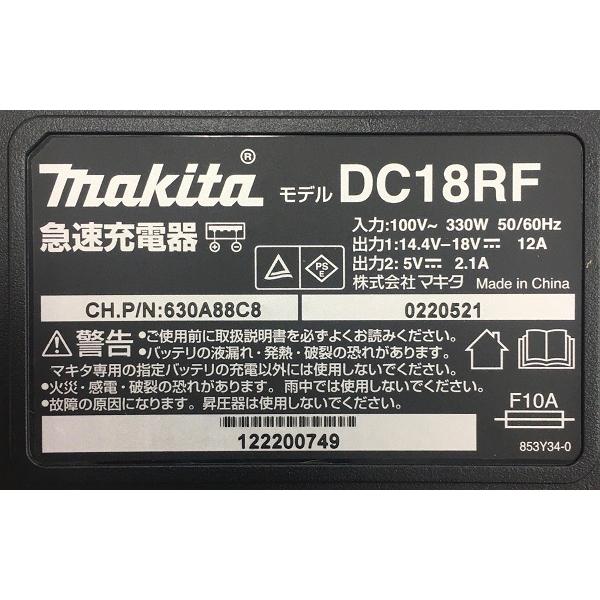 makita®
モデル DC18RF
急速充電器
入力:100V~ 330W 50/60Hz
出力1:14.4V-18V⎓ 12A
出力2:5V⎓ 2.1A
株式会社マキタ Made in China
PS
E
CH.P/N:630A88C8
0220521
警告
•ご使用前に取扱説明書を必ずよくお読みください。
•バッテリの液漏れ・発熱・破裂の恐れがあります。
マキタ専用の指定バッテリの充電以外には使用しないでください。
•火災・感電・破裂の恐れがあります。雨中では使用しないでください。
•故障の原因になります。昇圧器は使用しないでください。
F10A
122200749
853Y34-0